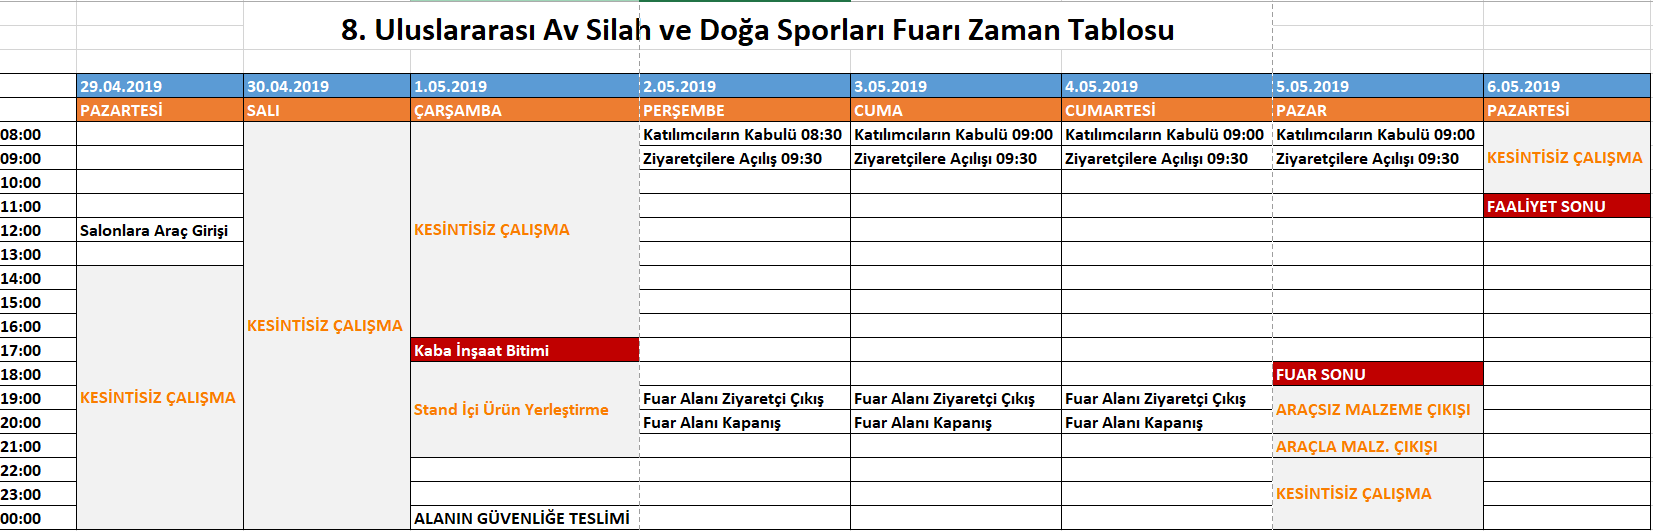 8. Uluslararası Av Silah ve Doğa Sporları Fuarı Zaman Tablosu
29.04.2019 30.04.2019 1.05.2019 2.05.2019 3.05.2019 4.05.2019 5.05.2019 6.05.2019
PAZARTESİ SALI ÇARŞAMBA PERŞEMBE CUMA CUMARTESİ PAZAR PAZARTESİ
08:00 Katılımcıların Kabulü 08:30 Katılımcıların Kabulü 09:00 Katılımcıların Kabulü 09:00 Katılımcıların Kabulü 09:00
09:00 Ziyaretçilere Açılış 09:30 Ziyaretçilere Açılışı 09:30 Ziyaretçilere Açılışı 09:30 Ziyaretçilere Açılışı 09:30 KESİNTİSİZ ÇALIŞMA
10:00
11:00 FAALİYET SONU
12:00 Salonlara Araç Girişi KESİNTİSİZ ÇALIŞMA
13:00
14:00
15:00
16:00 KESİNTİSİZ ÇALIŞMA
17:00 Kaba İnşaat Bitimi
18:00 FUAR SONU
19:00 KESİNTİSİZ ÇALIŞMA Fuar Alanı Ziyaretçi Çıkış Fuar Alanı Ziyaretçi Çıkış Fuar Alanı Ziyaretçi Çıkış
Stand İçi Ürün Yerleştirme ARAÇSIZ MALZEME ÇIKIŞI
20:00 Fuar Alanı Kapanış Fuar Alanı Kapanış Fuar Alanı Kapanış
21:00 ARAÇLA MALZ. ÇIKIŞI
22:00
23:00 KESİNTİSİZ ÇALIŞMA
00:00 ALANIN GÜVENLİĞE TESLİMİ